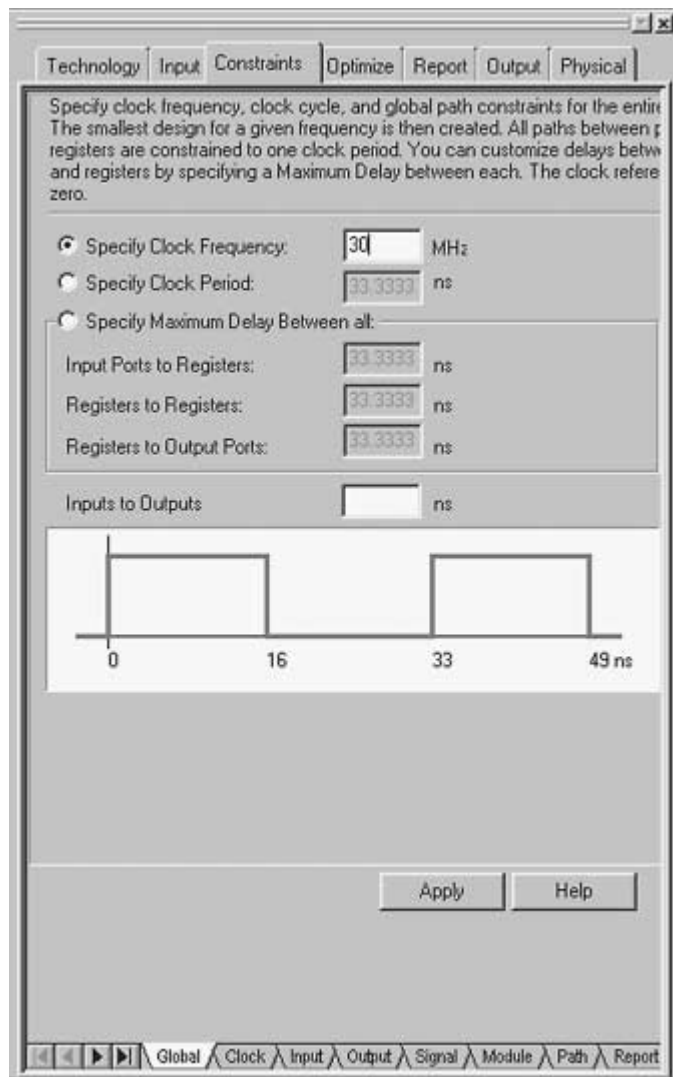 Technology Input Constraints Optimize Report Output Physical
Specify clock frequency, clock cycle, and global path constraints for the entire
The smallest design for a given frequency is then created. All paths between p
registers are constrained to one clock period. You can customize delays betw
and registers by specifying a Maximum Delay between each. The clock refere
zero.
Specify Clock Frequency: 30 MHz
Specify Clock Period: 33.3333 ns
Specify Maximum Delay Between all:
Input Ports to Registers: 33.3333 ns
Registers to Registers: 33.3333 ns
Registers to Output Ports: 33.3333 ns
Inputs to Outputs ns
0 16 33 49 ns
Apply Help
Global Clock Input Output Signal Module Path Report